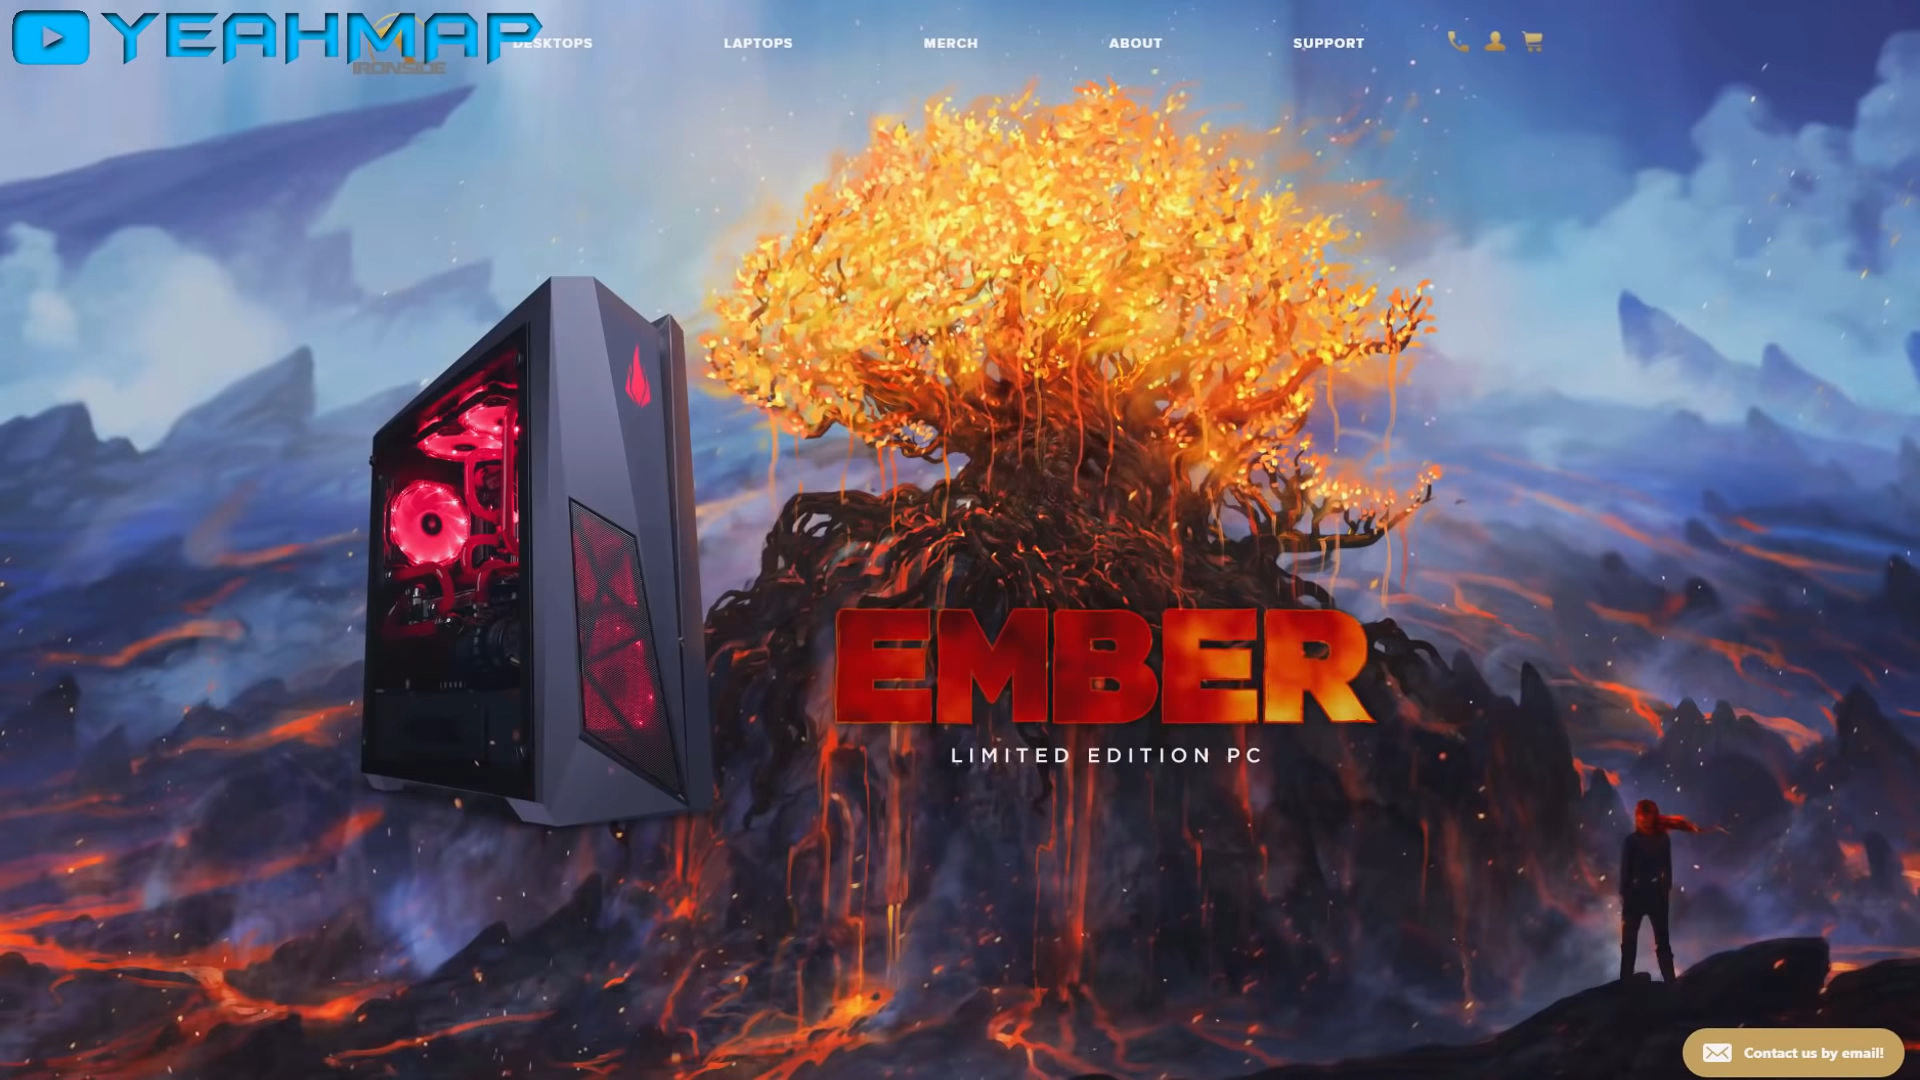 YEAHMAP
IRONSIDE
DESKTOPS
LAPTOPS
MERCH
ABOUT
SUPPORT
EMBER
LIMITED EDITION PC
Contact us by email!